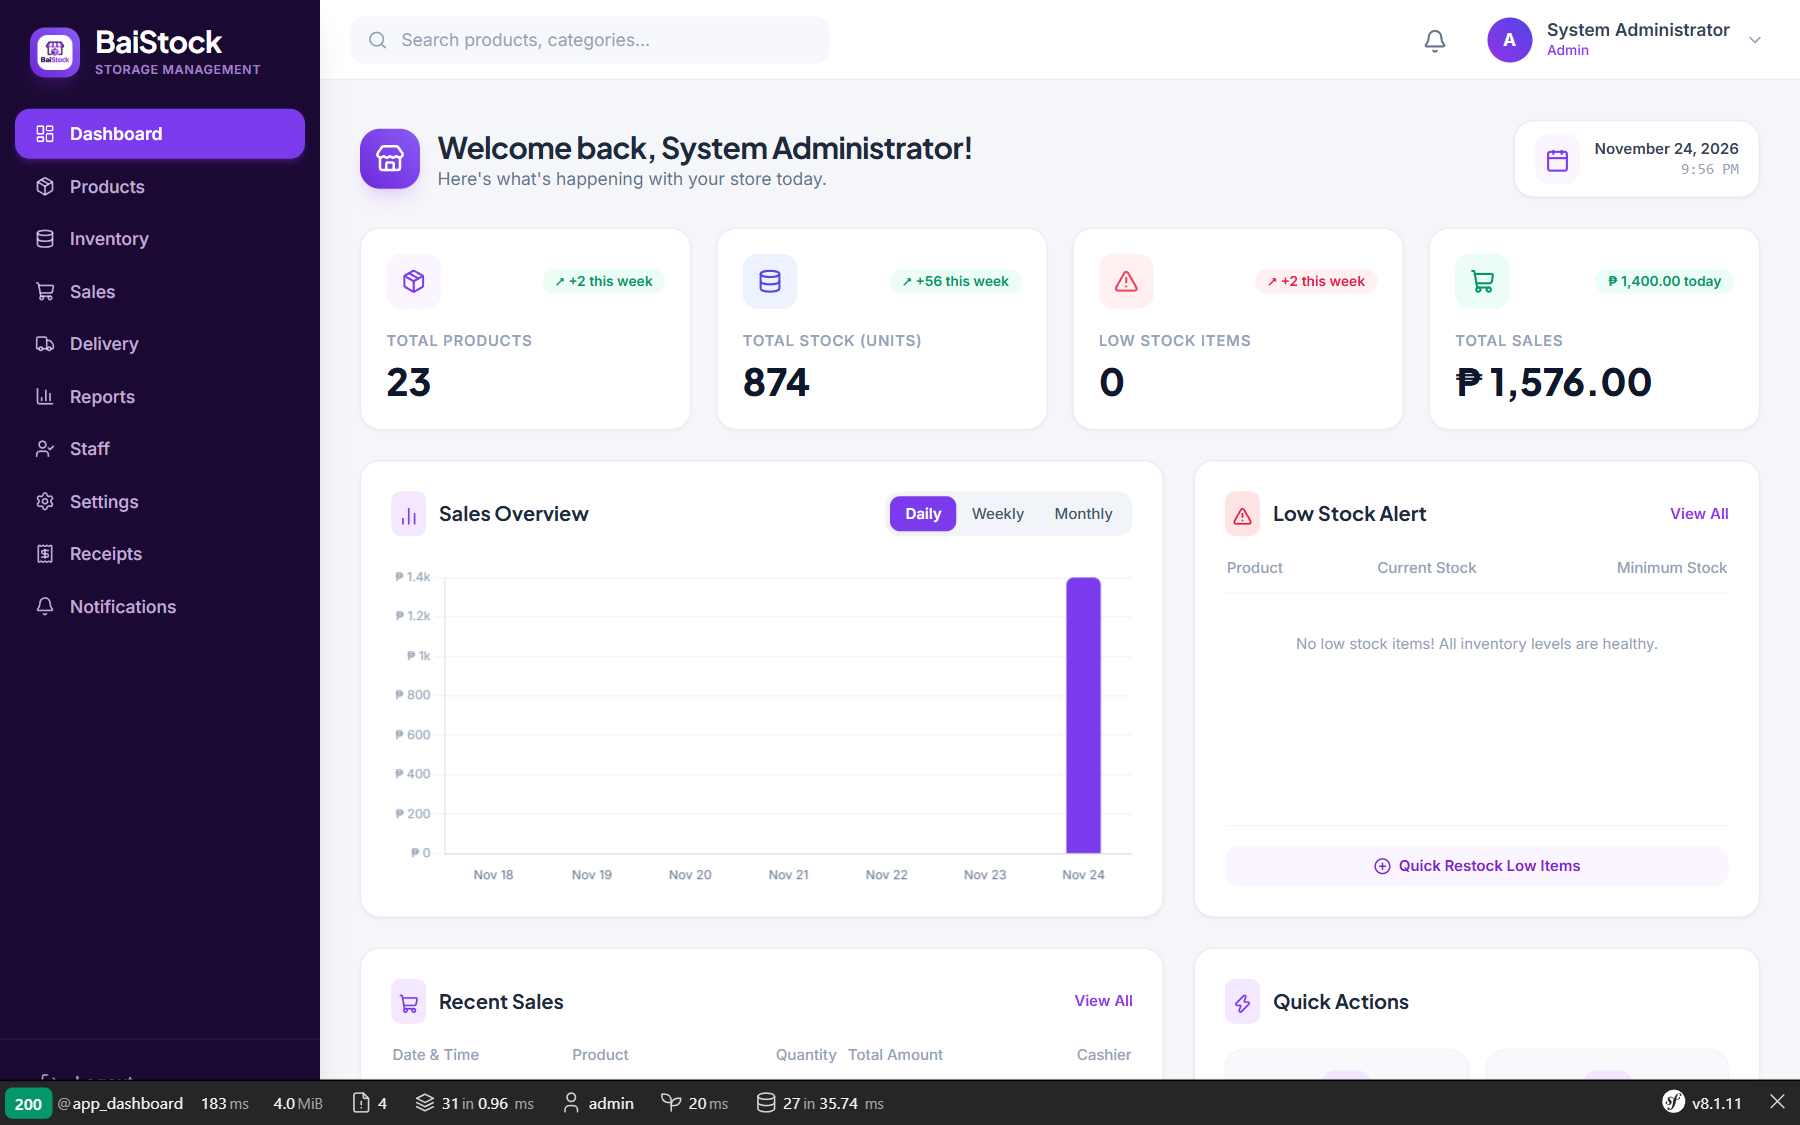 BaiStock
STORAGE MANAGEMENT
BaiStock
Dashboard
Products
Inventory
Sales
Delivery
Reports
Staff
Settings
Receipts
Notifications
Search products, categories...
A
System Administrator
Admin
Welcome back, System Administrator!
Here's what's happening with your store today.
November 24, 2026
9:56 PM
↗ +2 this week
TOTAL PRODUCTS
23
↗ +56 this week
TOTAL STOCK (UNITS)
874
↗ +2 this week
LOW STOCK ITEMS
0
₱ 1,400.00 today
TOTAL SALES
₱ 1,576.00
Sales Overview
Daily
Weekly
Monthly
₱ 1.4k
₱ 1.2k
₱ 1k
₱ 800
₱ 600
₱ 400
₱ 200
₱ 0
Nov 18 Nov 19 Nov 20 Nov 21 Nov 22 Nov 23 Nov 24
Low Stock Alert
View All
Product Current Stock Minimum Stock
No low stock items! All inventory levels are healthy.
Quick Restock Low Items
Recent Sales
View All
Date & Time Product Quantity Total Amount Cashier
Quick Actions
200 @app_dashboard 183 ms 4.0 MiB 4 31 in 0.96 ms admin 20 ms 27 in 35.74 ms sf v8.1.11